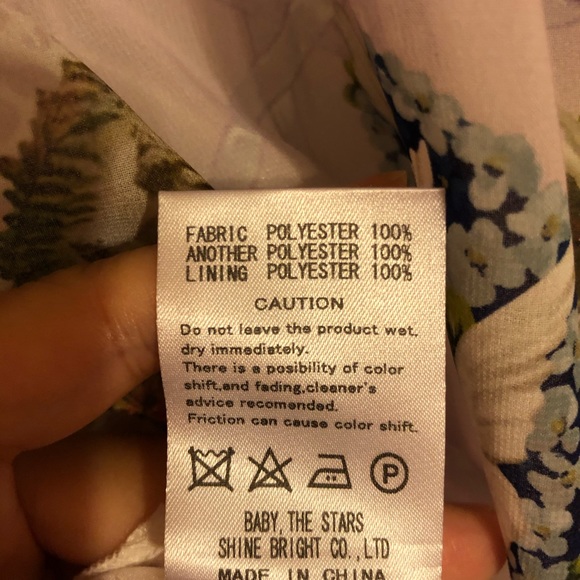 FABRIC POLYESTER 100%
ANOTHER POLYESTER 100%
LINING POLYESTER 100%
CAUTION
Do not leave the product wet,
dry immediately.
There is a posibility of color
shift,and fading,cleaner's
advice recomended.
Friction can cause color shift.
P
BABY, THE STARS
SHINE BRIGHT CO., LTD
MADE IN CHINA